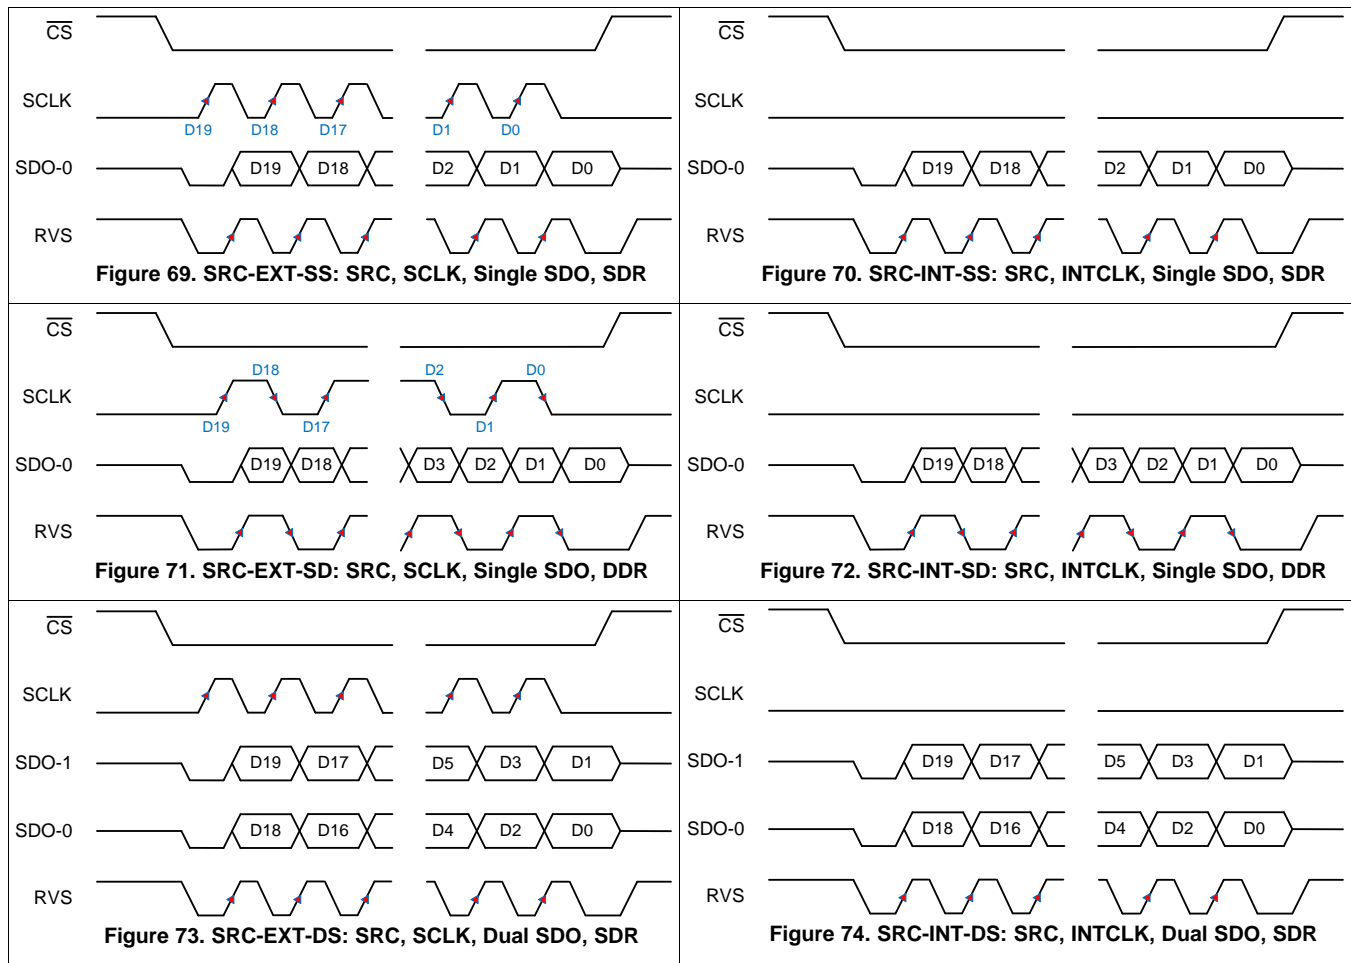 CS
SCLK
D19 D18 D17 D1 D0
SDO-0 D19 D18 D2 D1 D0
RVS
Figure 69. SRC-EXT-SS: SRC, SCLK, Single SDO, SDR
CS
SCLK
SDO-0 D19 D18 D2 D1 D0
RVS
Figure 70. SRC-INT-SS: SRC, INTCLK, Single SDO, SDR
CS
D18 D2 D0
SCLK
D19 D17 D1
SDO-0 D19 D18 D3 D2 D1 D0
RVS
Figure 71. SRC-EXT-SD: SRC, SCLK, Single SDO, DDR
CS
SCLK
SDO-0 D19 D18 D3 D2 D1 D0
RVS
Figure 72. SRC-INT-SD: SRC, INTCLK, Single SDO, DDR
CS
SCLK
SDO-1 D19 D17 D5 D3 D1
SDO-0 D18 D16 D4 D2 D0
RVS
Figure 73. SRC-EXT-DS: SRC, SCLK, Dual SDO, SDR
CS
SCLK
SDO-1 D19 D17 D5 D3 D1
SDO-0 D18 D16 D4 D2 D0
RVS
Figure 74. SRC-INT-DS: SRC, INTCLK, Dual SDO, SDR